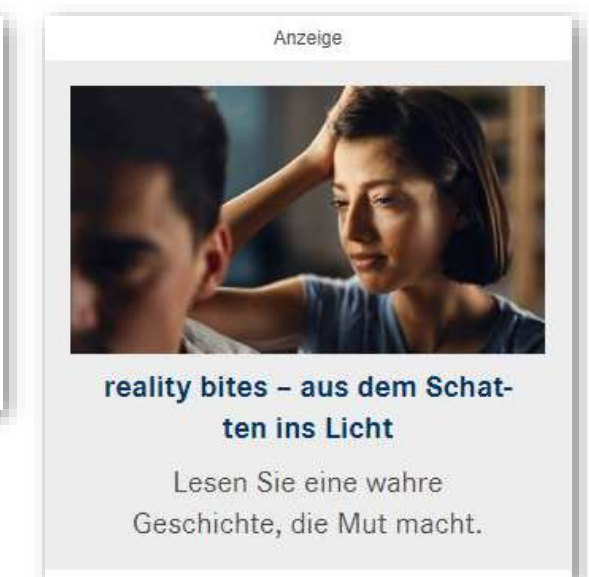 Anzeige
reality bites – aus dem Schat-
ten ins Licht
Lesen Sie eine wahre
Geschichte, die Mut macht.